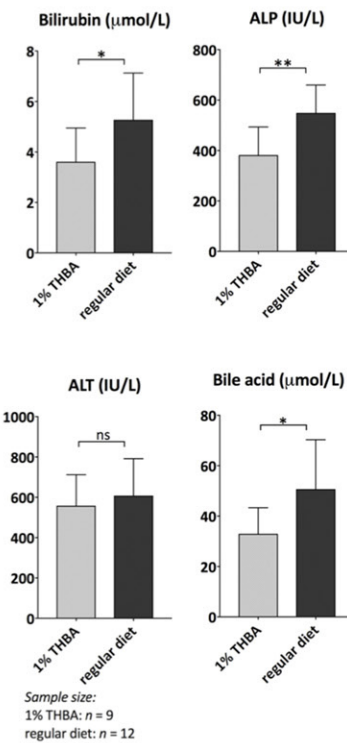 Bilirubin (μmol/L)
*
8
6
4
2
0
1% THBA
regular diet
ALP (IU/L)
**
800
600
400
200
0
1% THBA
regular diet
ALT (IU/L)
ns
1000
800
600
400
200
0
1% THBA
regular diet
Bile acid (μmol/L)
*
80
60
40
20
0
1% THBA
regular diet
Sample size:
1% THBA: n = 9
regular diet: n = 12